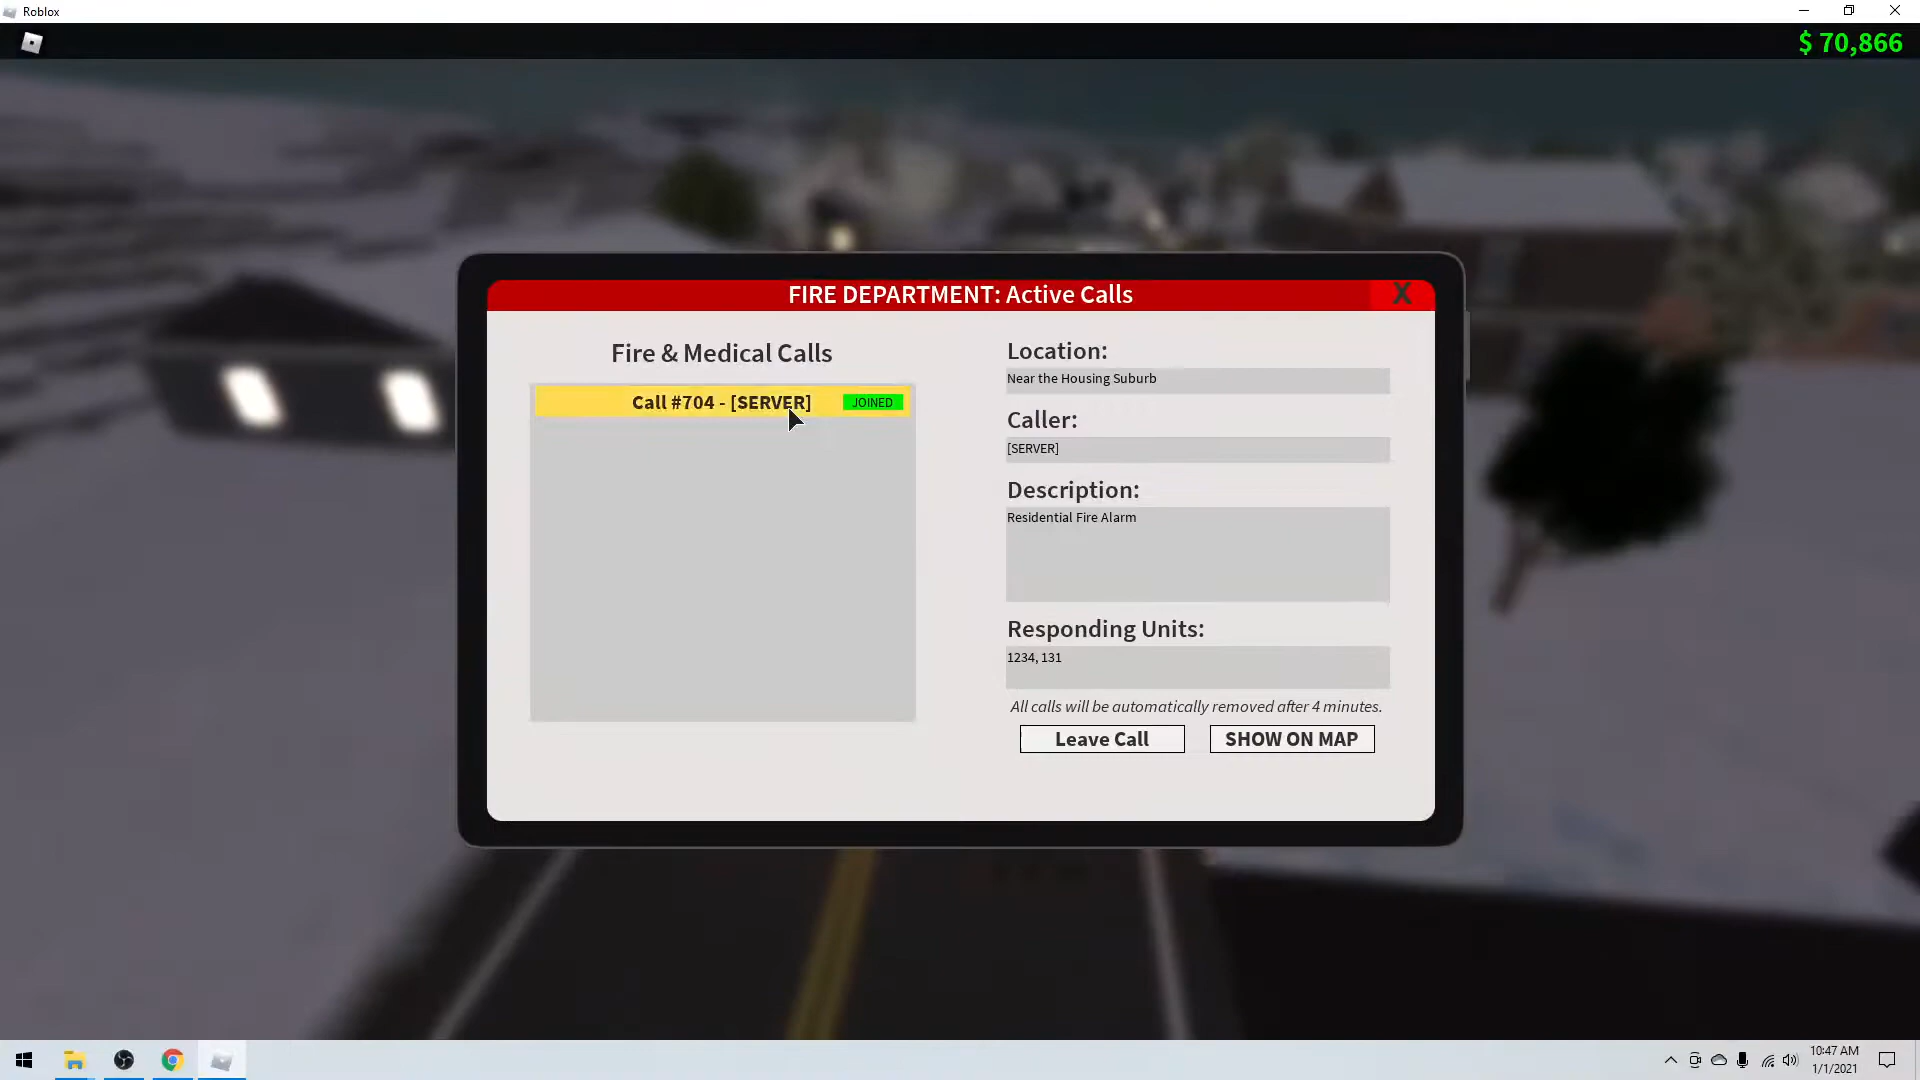 Roblox
$ 70,866
FIRE DEPARTMENT: Active Calls
X
Fire & Medical Calls
Call #704 - [SERVER]
JOINED
Location:
Near the Housing Suburb
Caller:
[SERVER]
Description:
Residential Fire Alarm
Responding Units:
1234, 131
All calls will be automatically removed after 4 minutes.
Leave Call
SHOW ON MAP
10:47 AM
1/1/2021